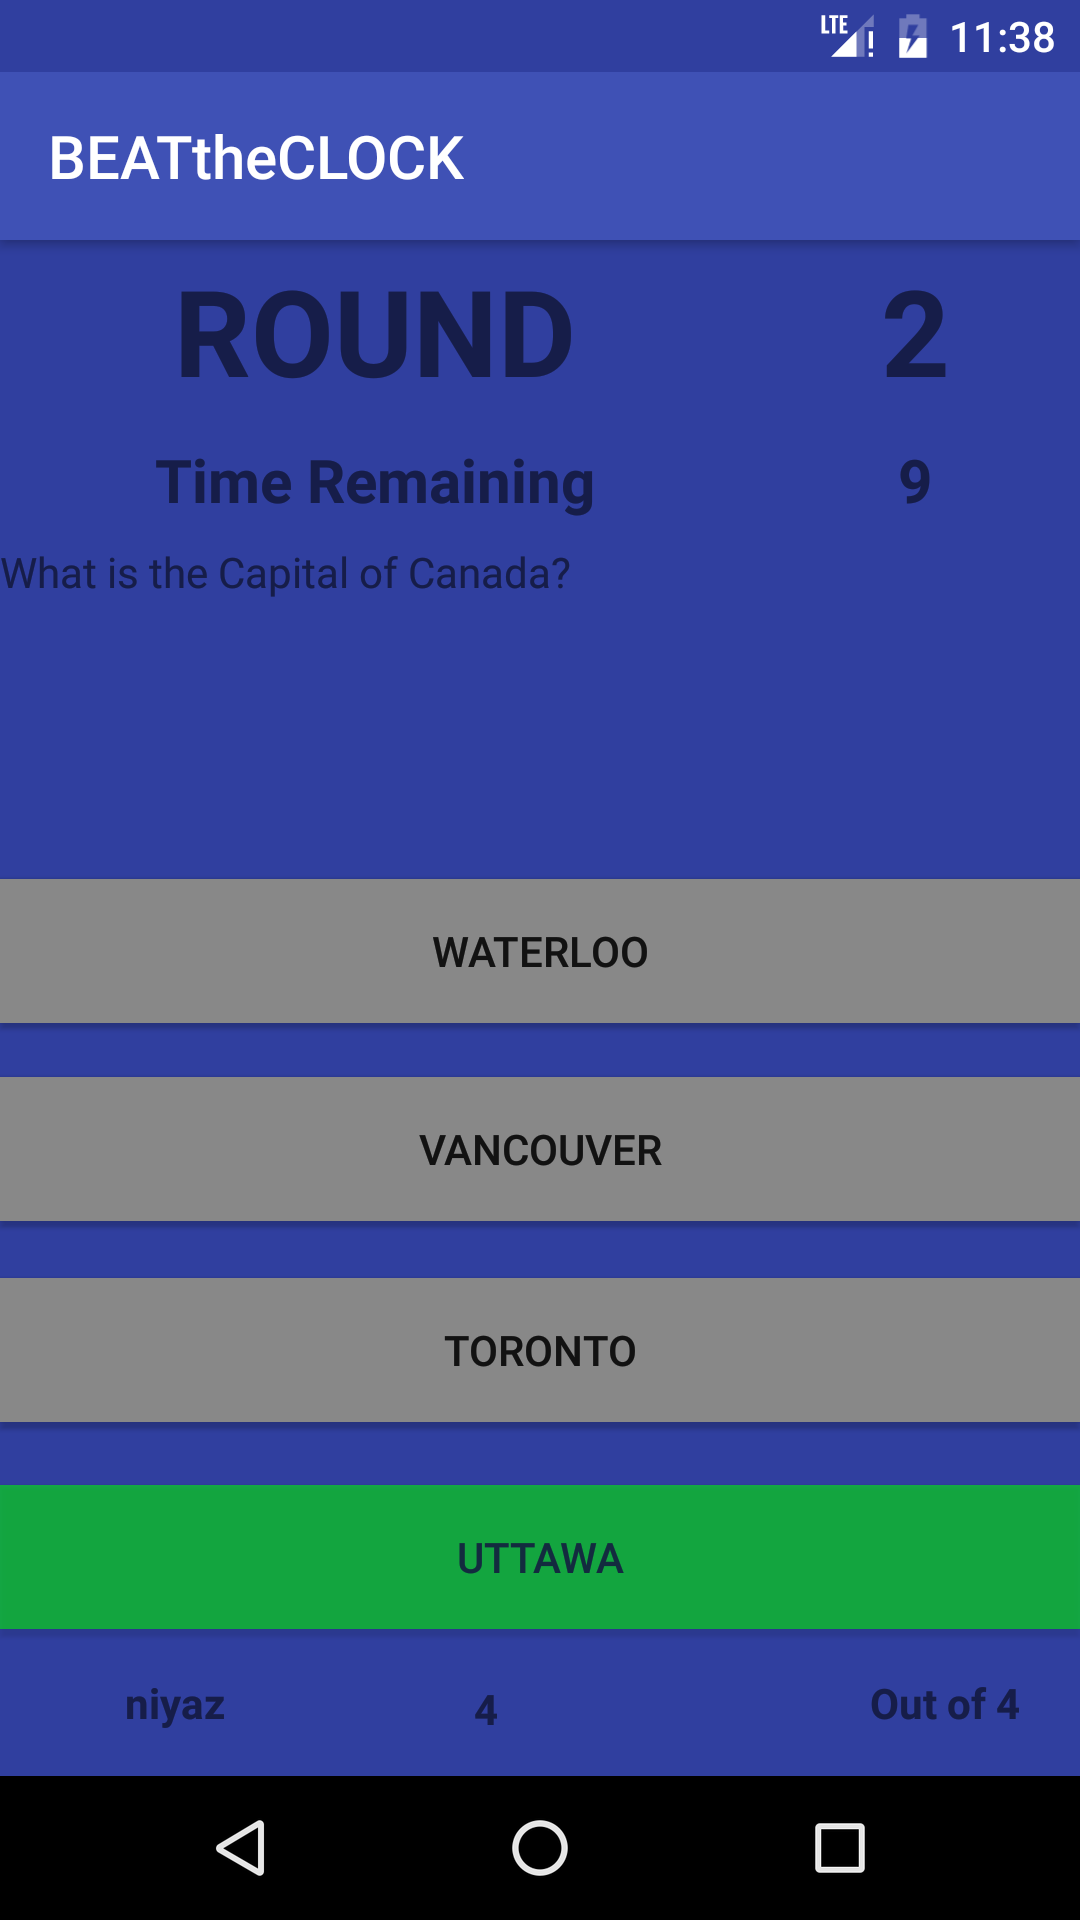 LTE 11:38
BEATtheCLOCK
ROUND 2
Time Remaining 9
What is the Capital of Canada?
WATERLOO
VANCOUVER
TORONTO
UTTAWA
niyaz 4 Out of 4